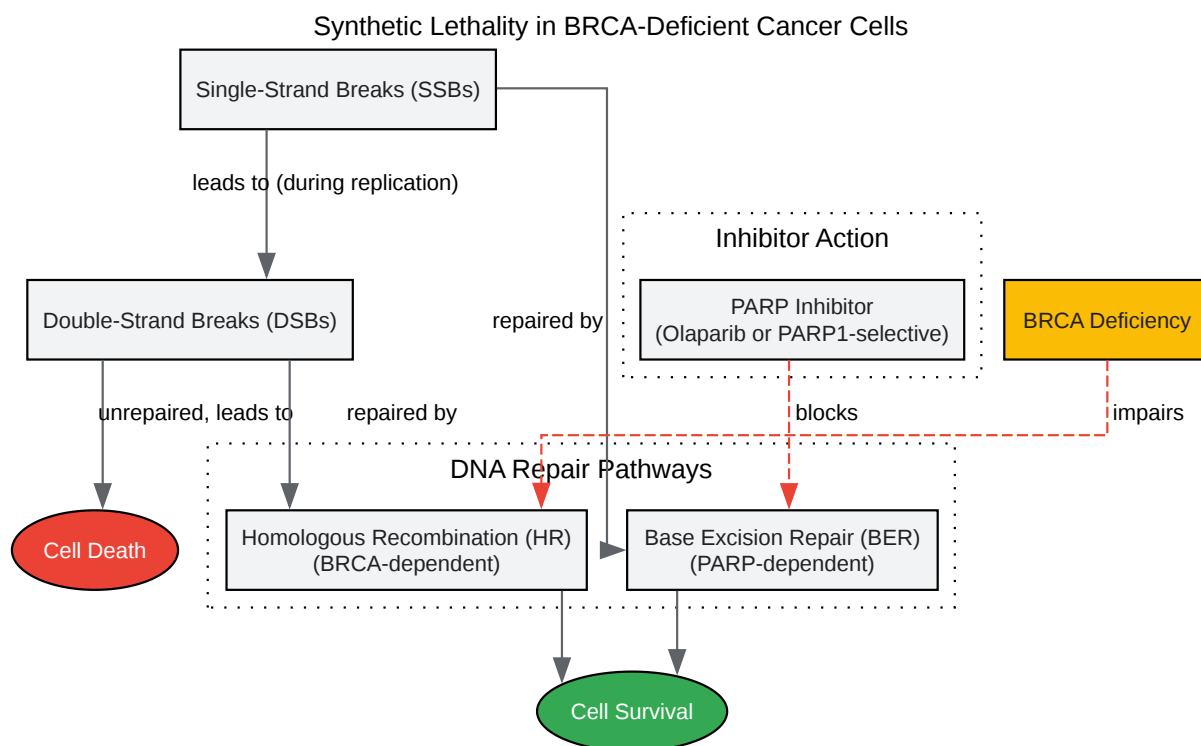 Synthetic Lethality in BRCA-Deficient Cancer Cells
Single-Strand Breaks (SSBs)
leads to (during replication)
Inhibitor Action
Double-Strand Breaks (DSBs)
repaired by
PARP Inhibitor
(Olaparib or PARP1-selective)
BRCA Deficiency
unrepaired, leads to
repaired by
blocks
impairs
DNA Repair Pathways
Cell Death
Homologous Recombination (HR)
(BRCA-dependent)
Base Excision Repair (BER)
(PARP-dependent)
Cell Survival